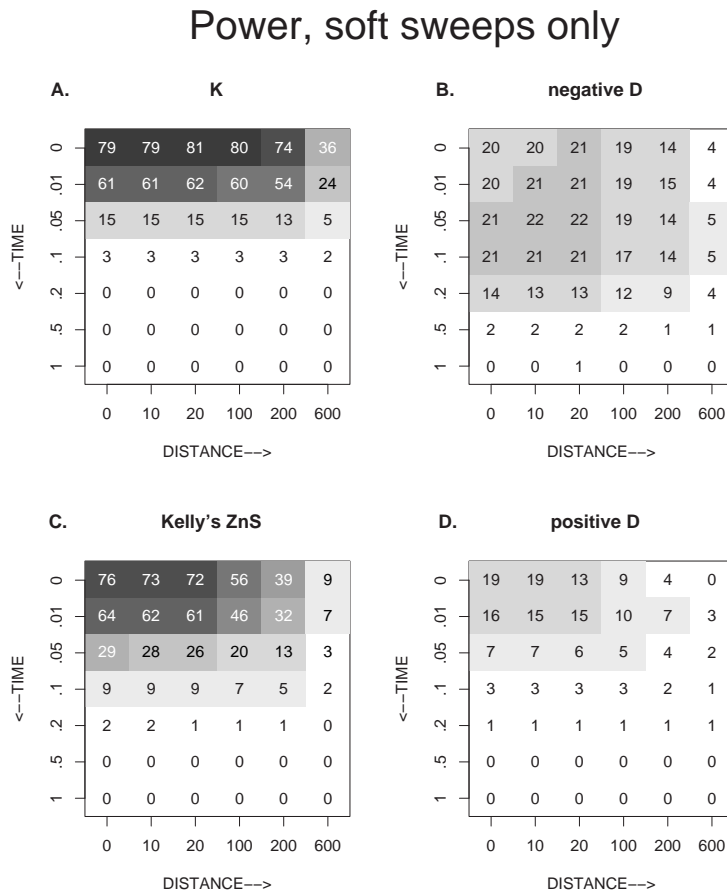 Power, soft sweeps only
A. K
0 79 79 81 80 74 36
.01 61 61 62 60 54 24
.05 15 15 15 15 13 5
.1 3 3 3 3 3 2
.2 0 0 0 0 0 0
.5 0 0 0 0 0 0
1 0 0 0 0 0 0
<--TIME
0 10 20 100 200 600
DISTANCE-->
B. negative D
0 20 20 21 19 14 4
.01 20 21 21 19 15 4
.05 21 22 22 19 14 5
.1 21 21 21 17 14 5
.2 14 13 13 12 9 4
.5 2 2 2 2 1 1
1 0 0 1 0 0 0
<--TIME
0 10 20 100 200 600
DISTANCE-->
C. Kelly's ZnS
0 76 73 72 56 39 9
.01 64 62 61 46 32 7
.05 29 28 26 20 13 3
.1 9 9 9 7 5 2
.2 2 2 1 1 1 0
.5 0 0 0 0 0 0
1 0 0 0 0 0 0
<--TIME
0 10 20 100 200 600
DISTANCE-->
D. positive D
0 19 19 13 9 4 0
.01 16 15 15 10 7 3
.05 7 7 6 5 4 2
.1 3 3 3 3 2 1
.2 1 1 1 1 1 1
.5 0 0 0 0 0 0
1 0 0 0 0 0 0
<--TIME
0 10 20 100 200 600
DISTANCE-->